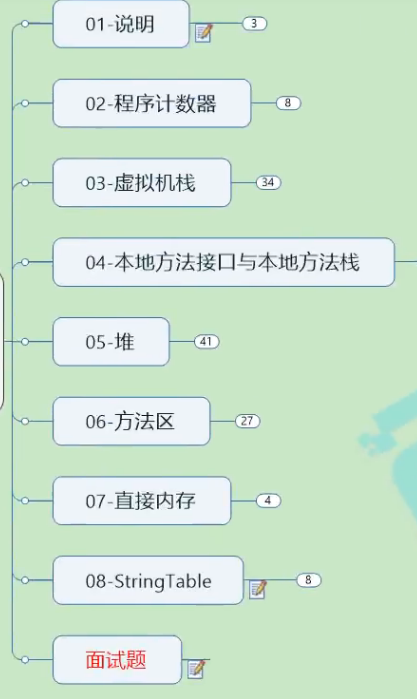 01-说明 3
02-程序计数器 8
03-虚拟机栈 34
04-本地方法接口与本地方法栈
05-堆 41
06-方法区 27
07-直接内存 4
08-StringTable 8
面试题